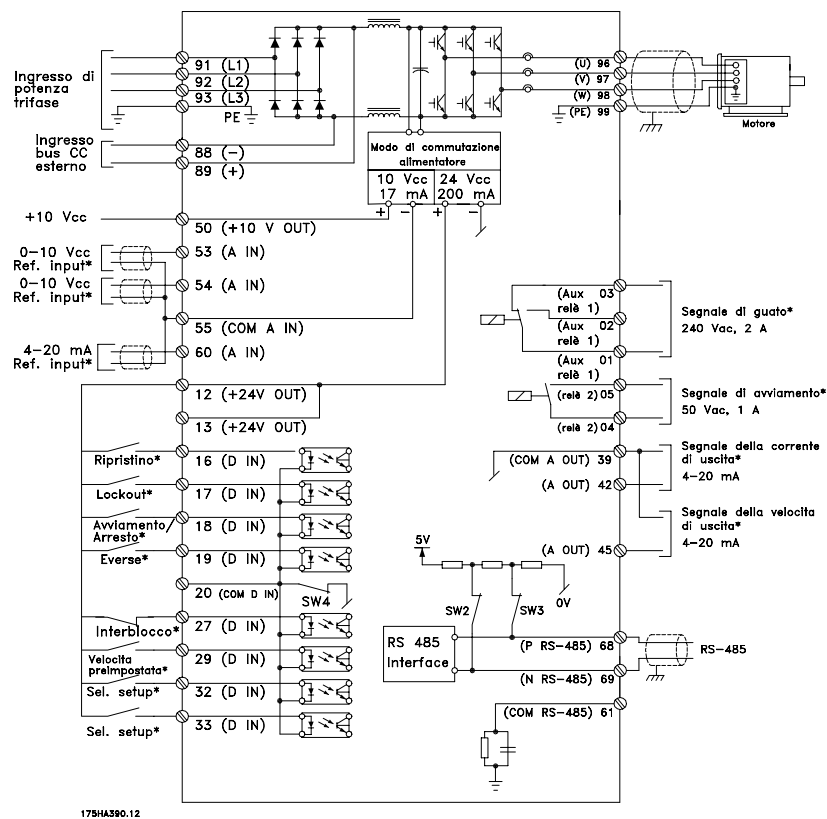 Ingresso di
potenza
trifase
91 (L1)
92 (L2)
93 (L3)
PE
(U) 96
(V) 97
(W) 98
(PE) 99
Motore
Ingresso
bus CC
esterno
88 (-)
89 (+)
Modo di commutazione
alimentatore
10 Vcc
17 mA
24 Vcc
200 mA
+ - + -
+10 Vcc
50 (+10 V OUT)
0-10 Vcc
Ref. input*
53 (A IN)
0-10 Vcc
Ref. input*
54 (A IN)
55 (COM A IN)
4-20 mA
Ref. input*
60 (A IN)
12 (+24V OUT)
13 (+24V OUT)
(Aux 03
relè 1)
(Aux 02
relè 1)
(Aux 01
relè 1)
Segnale di guato*
240 Vac, 2 A
(relè 2)05
(relè 2)04
Segnale di avviamento*
50 Vac, 1 A
Ripristino*
16 (D IN)
Lockout*
17 (D IN)
Avviamento/
Arresto*
18 (D IN)
Everse*
19 (D IN)
20 (COM D IN)
SW4
Interblocco*
27 (D IN)
Velocita
preimpostata*
29 (D IN)
Sel. setup*
32 (D IN)
Sel. setup*
33 (D IN)
(COM A OUT) 39
(A OUT) 42
Segnale della corrente
di uscita*
4-20 mA
(A OUT) 45
Segnale della velocita
di uscita*
4-20 mA
5V
0V
SW2
SW3
RS 485
Interface
(P RS-485) 68
(N RS-485) 69
RS-485
(COM RS-485) 61
175HA390.12